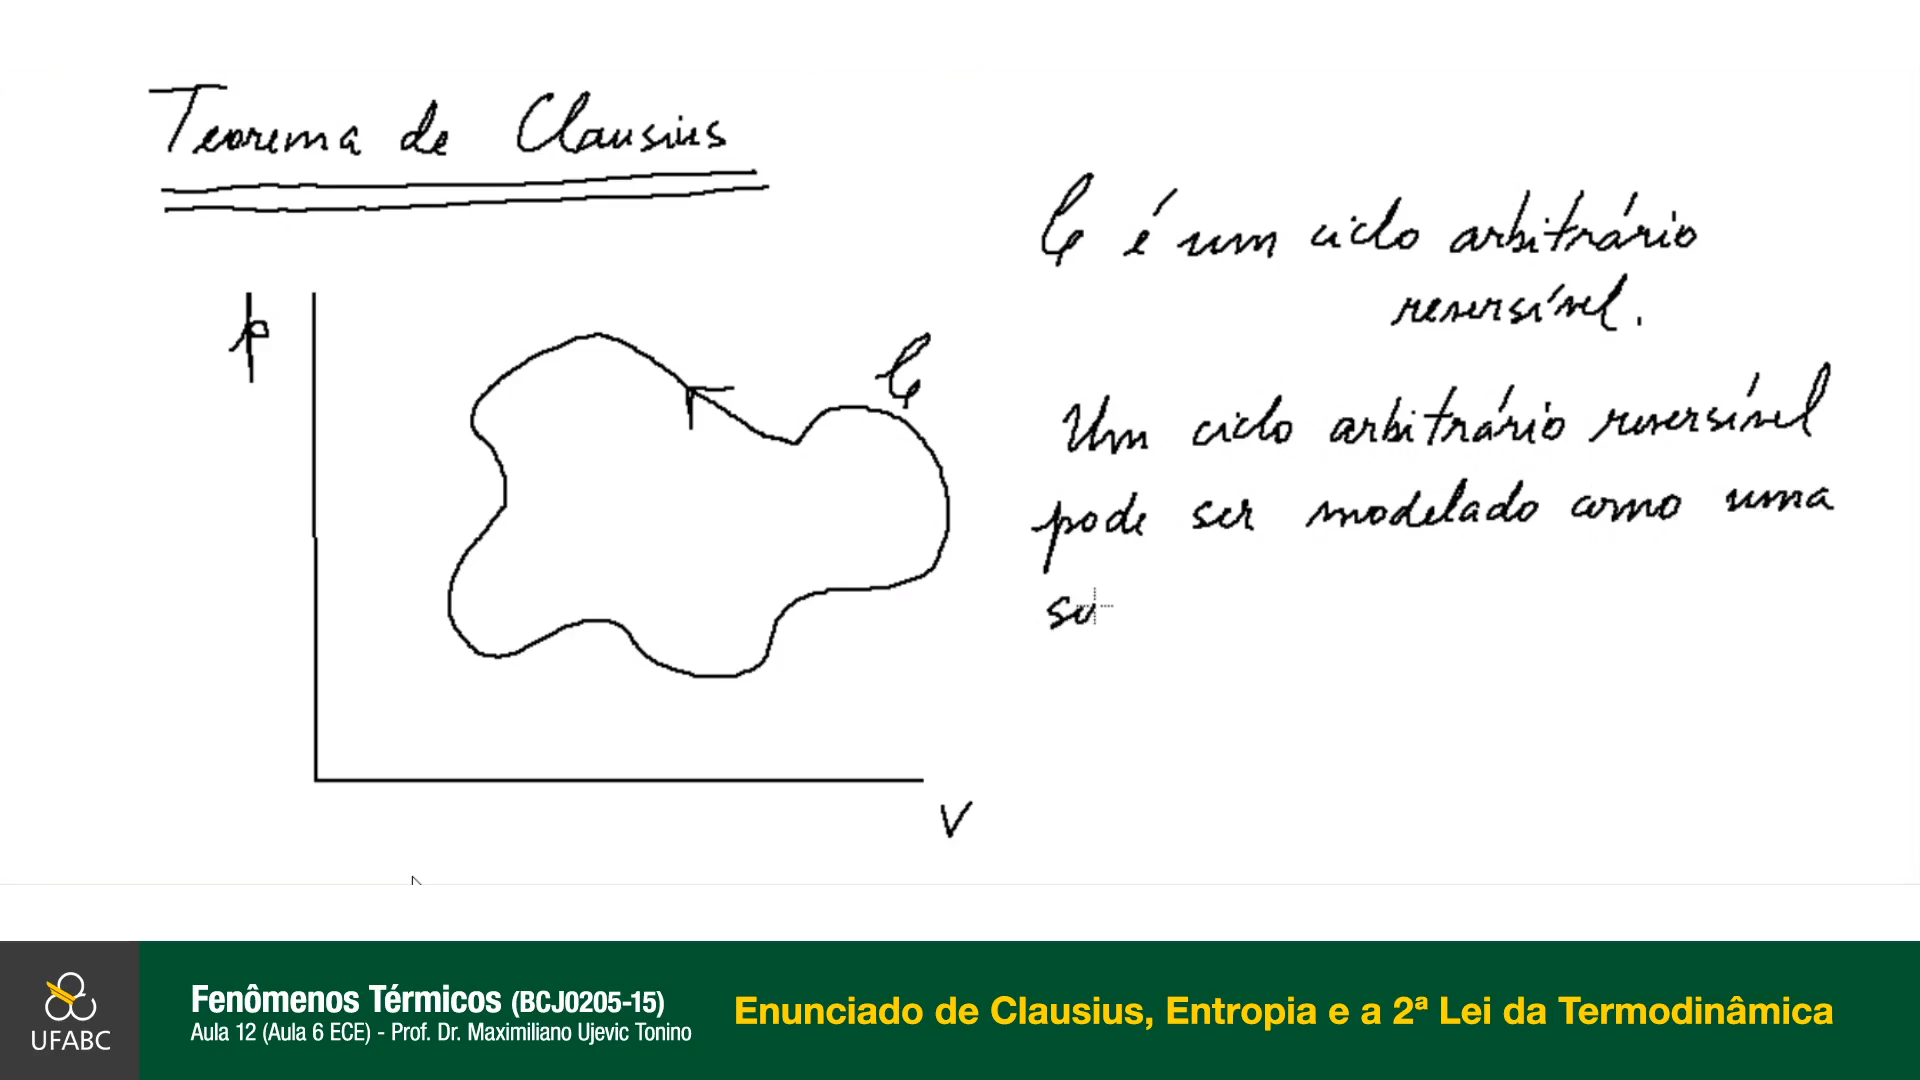 Teorema de Clausius
C é um ciclo arbitrário
reversível.
p
C
Um ciclo arbitrário reversível
pode ser modelado como uma
so
V
UFABC
Fenômenos Térmicos (BCJ0205-15)
Aula 12 (Aula 6 ECE) - Prof. Dr. Maximiliano Ujevic Tonino
Enunciado de Clausius, Entropia e a 2ª Lei da Termodinâmica